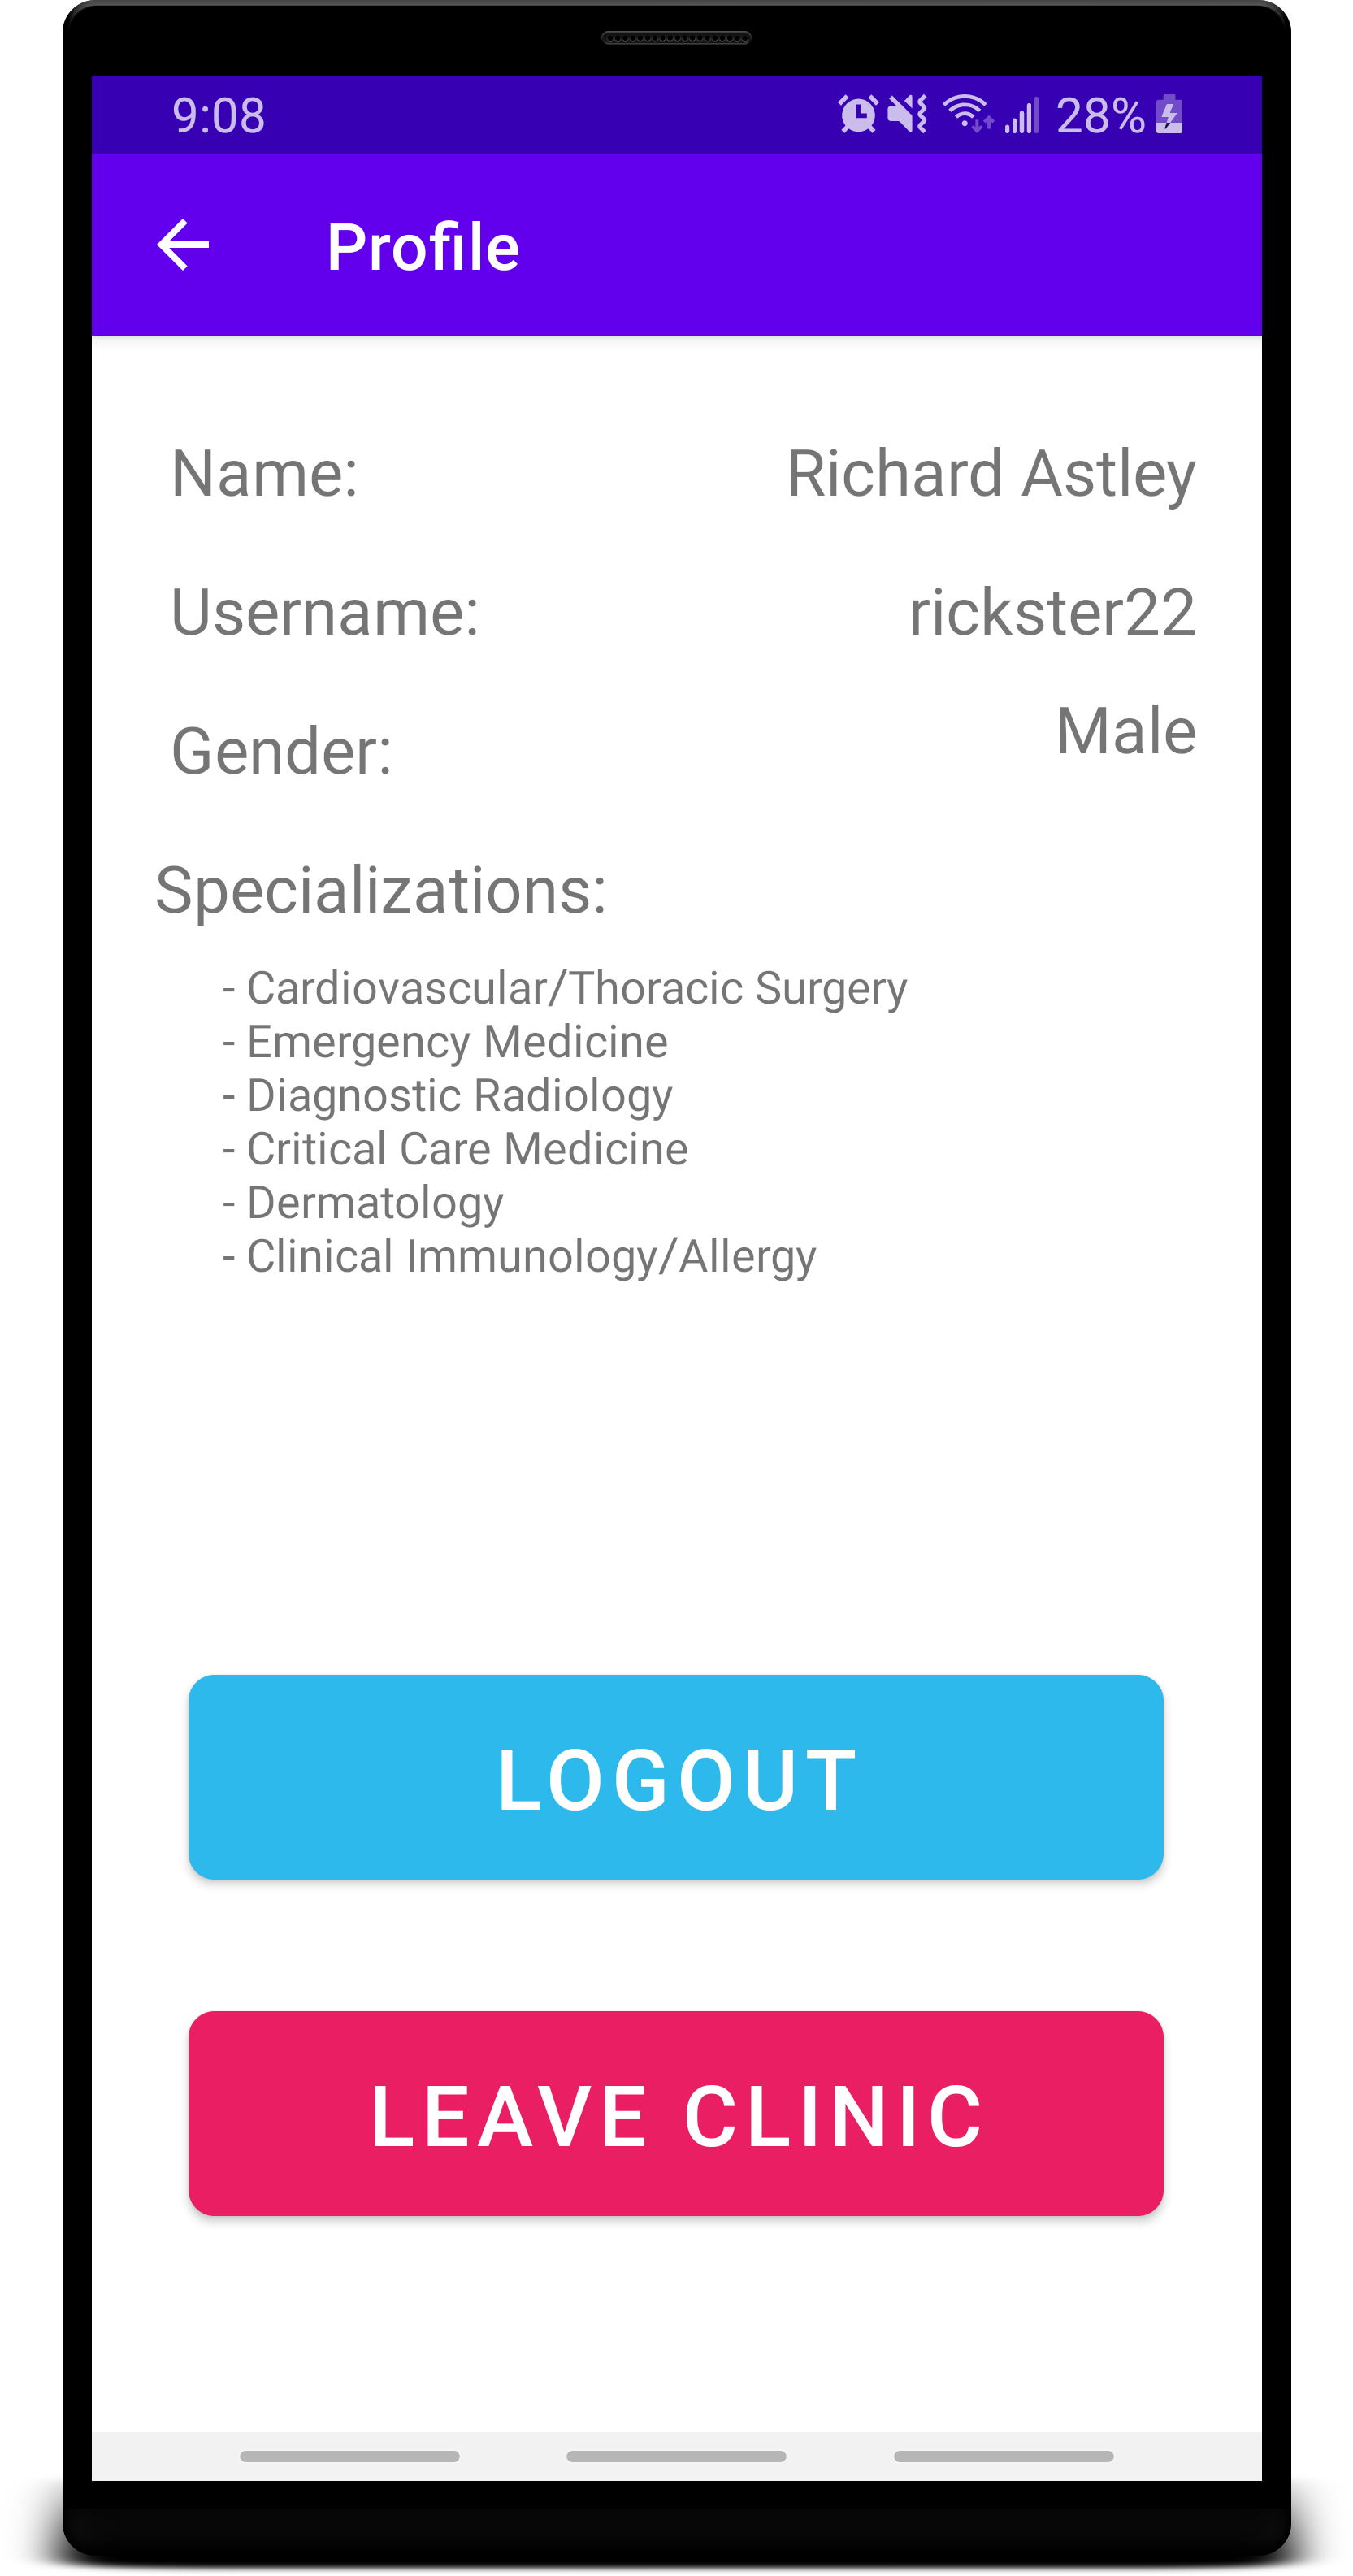 9:08 28%
Profile
Name: Richard Astley
Username: rickster22
Gender: Male
Specializations:
- Cardiovascular/Thoracic Surgery
- Emergency Medicine
- Diagnostic Radiology
- Critical Care Medicine
- Dermatology
- Clinical Immunology/Allergy
LOGOUT
LEAVE CLINIC